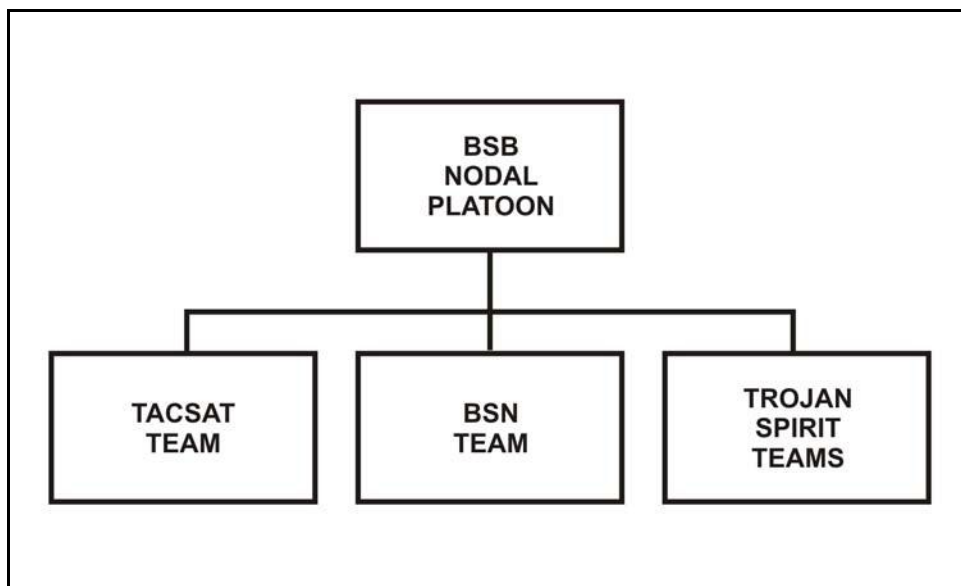 BSB
NODAL
PLATOON
TACSAT
TEAM
BSN
TEAM
TROJAN
SPIRIT
TEAMS